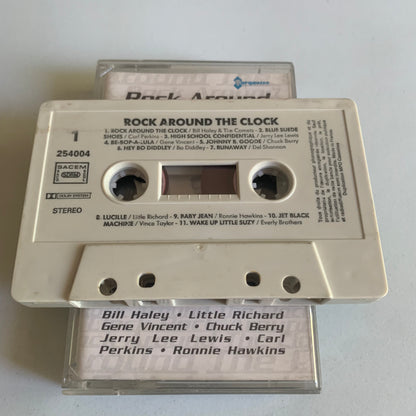 Rock Around
ROCK AROUND THE CLOCK
1
254004
SACEM
DOLBY SYSTEM
STEREO
1. ROCK AROUND THE CLOCK / Bill Haley & The Comets - 2. BLUE SUEDE
SHOES / Carl Perkins - 3. HIGH SCHOOL CONFIDENTIAL / Jerry Lee Lewis
4. BE-BOP-A-LULA / Gene Vincent - 5. JOHNNY B. GOODE / Chuck Berry
6. HEY BO DIDDLEY / Bo Diddley - 7. RUNAWAY / Del Shannon
8. LUCILLE / Little Richard - 9. BABY JEAN / Ronnie Hawkins - 10. JET BLACK
MACHINE / Vince Taylor - 11. WAKE UP LITTLE SUZY / Everly Brothers
Bill Haley • Little Richard
Gene Vincent • Chuck Berry
Jerry Lee Lewis • Carl
Perkins • Ronnie Hawkins